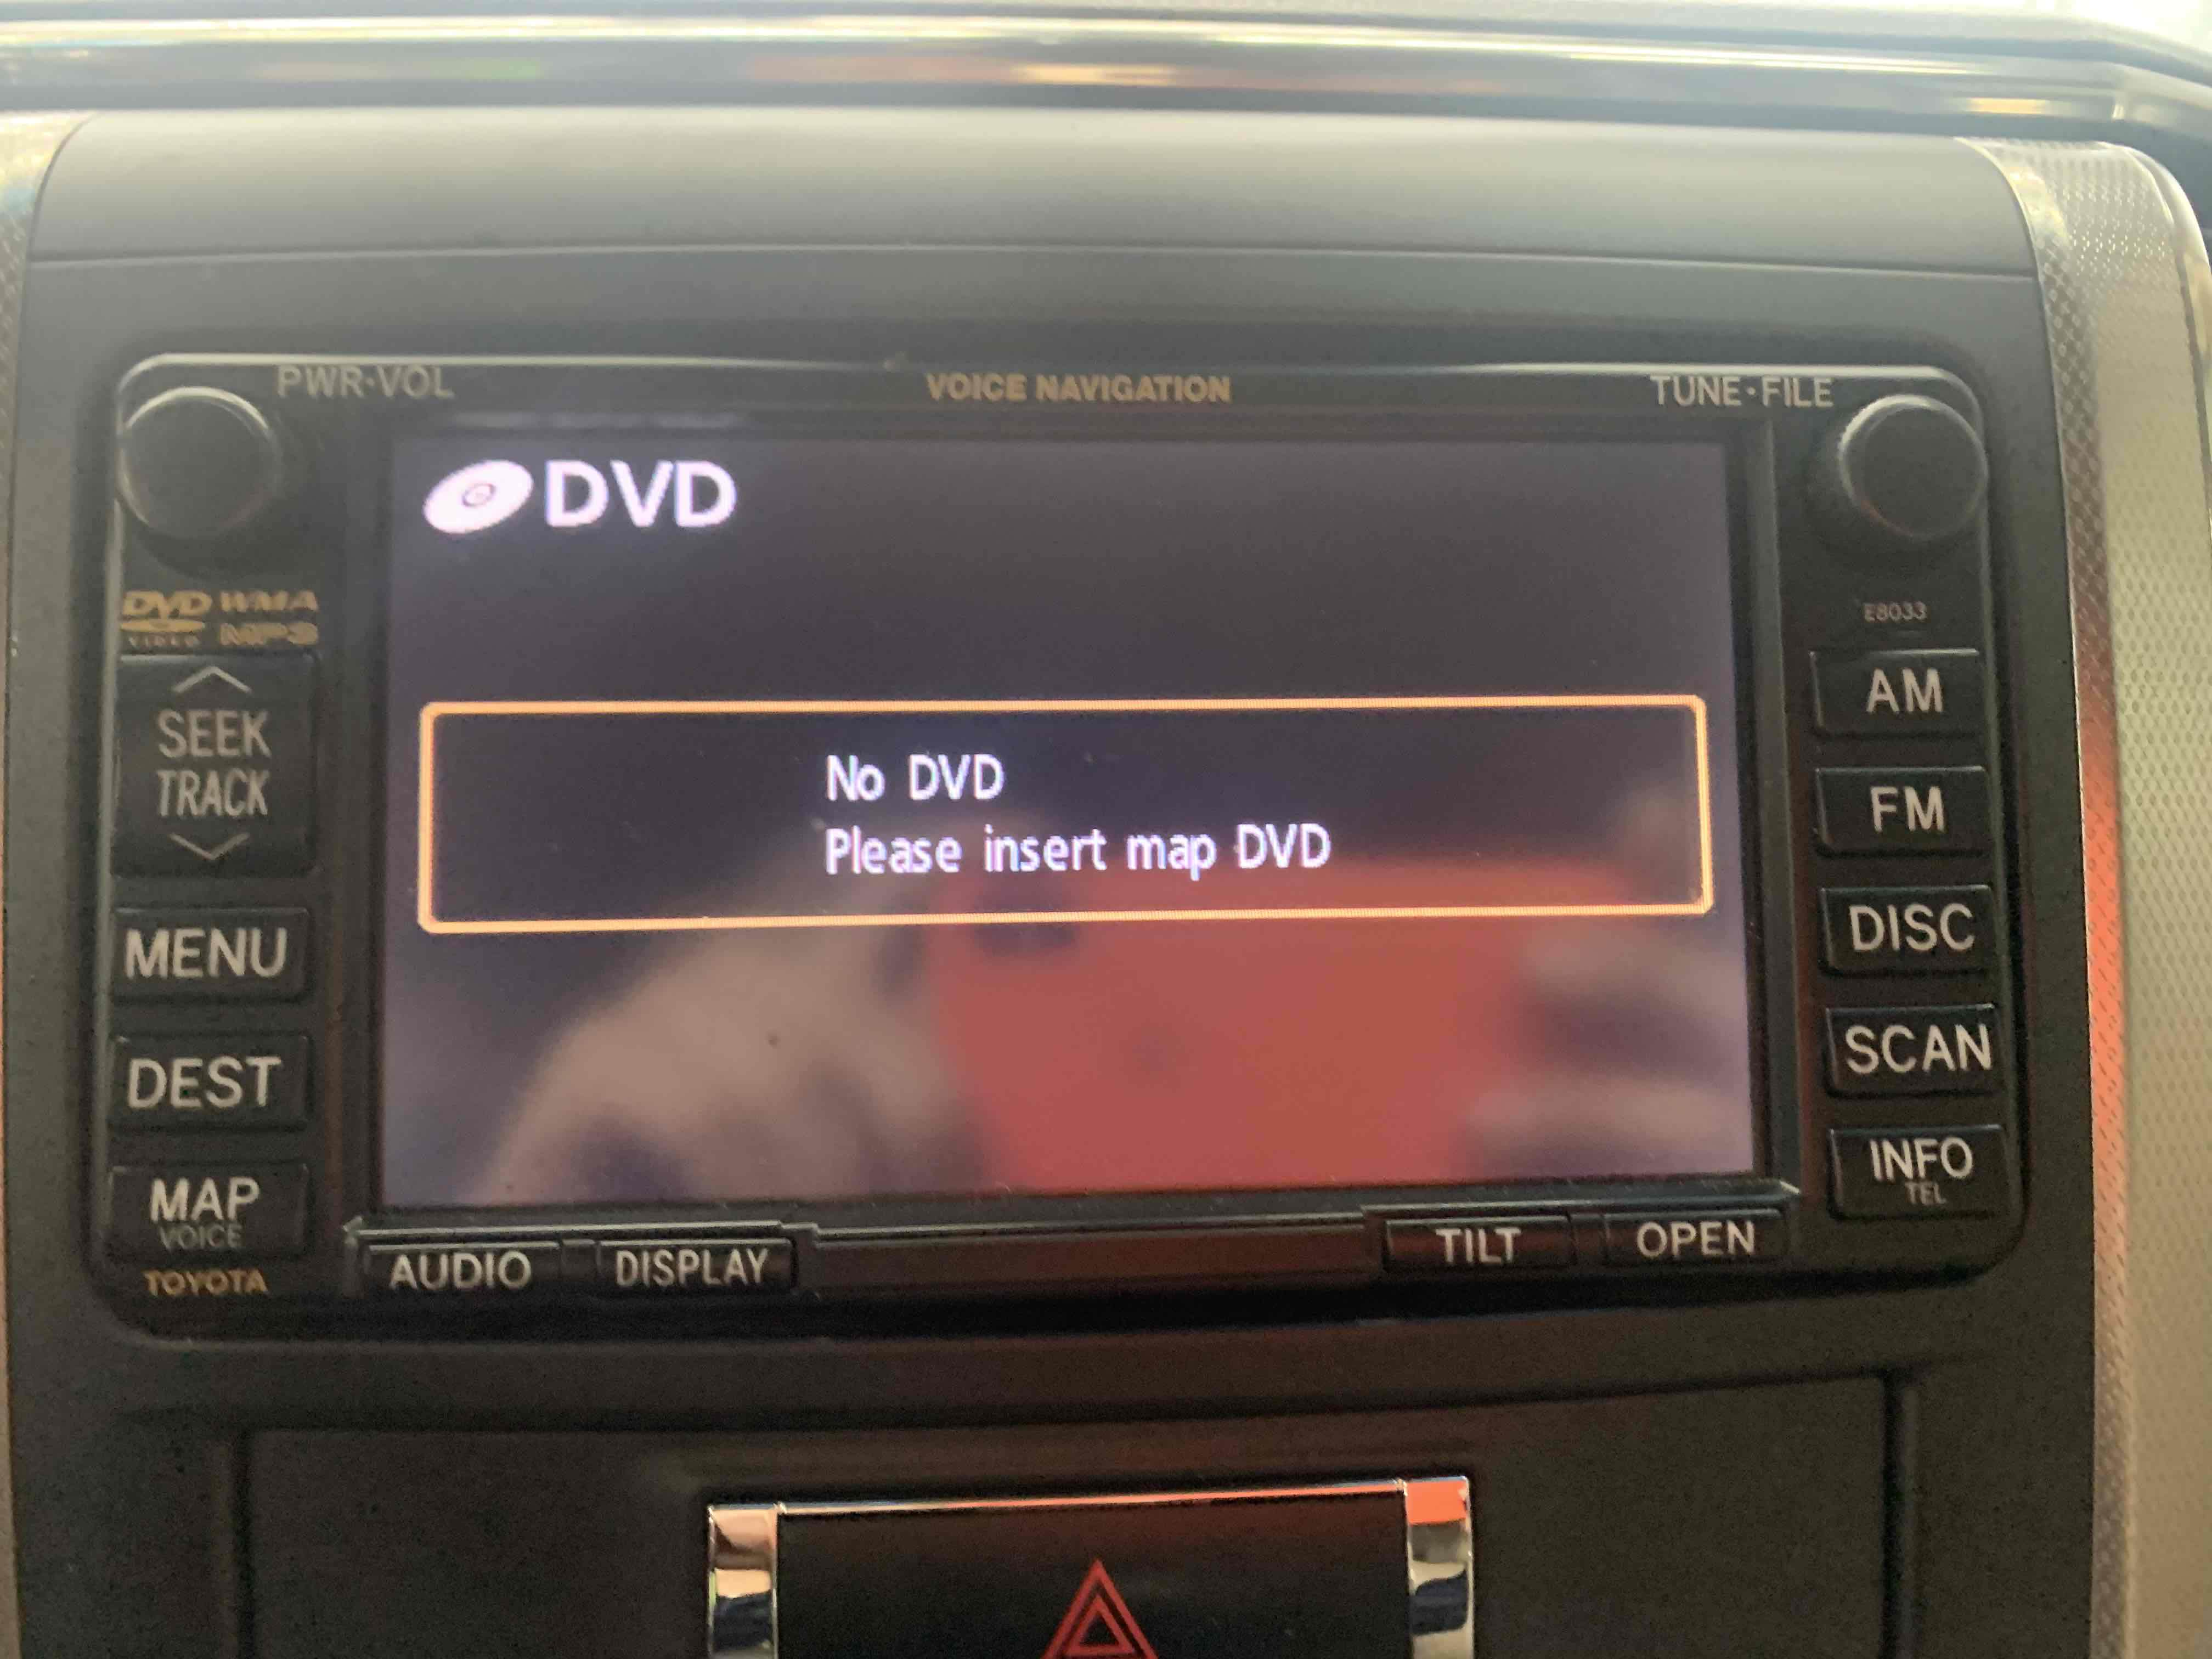 PWR·VOL
VOICE NAVIGATION
TUNE·FILE
DVD
DVD WMA
VIDEO MP3
E8033
SEEK
TRACK
AM
No DVD
Please insert map DVD
FM
MENU
DISC
DEST
SCAN
MAP
VOICE
INFO
TEL
TOYOTA
AUDIO
DISPLAY
TILT
OPEN